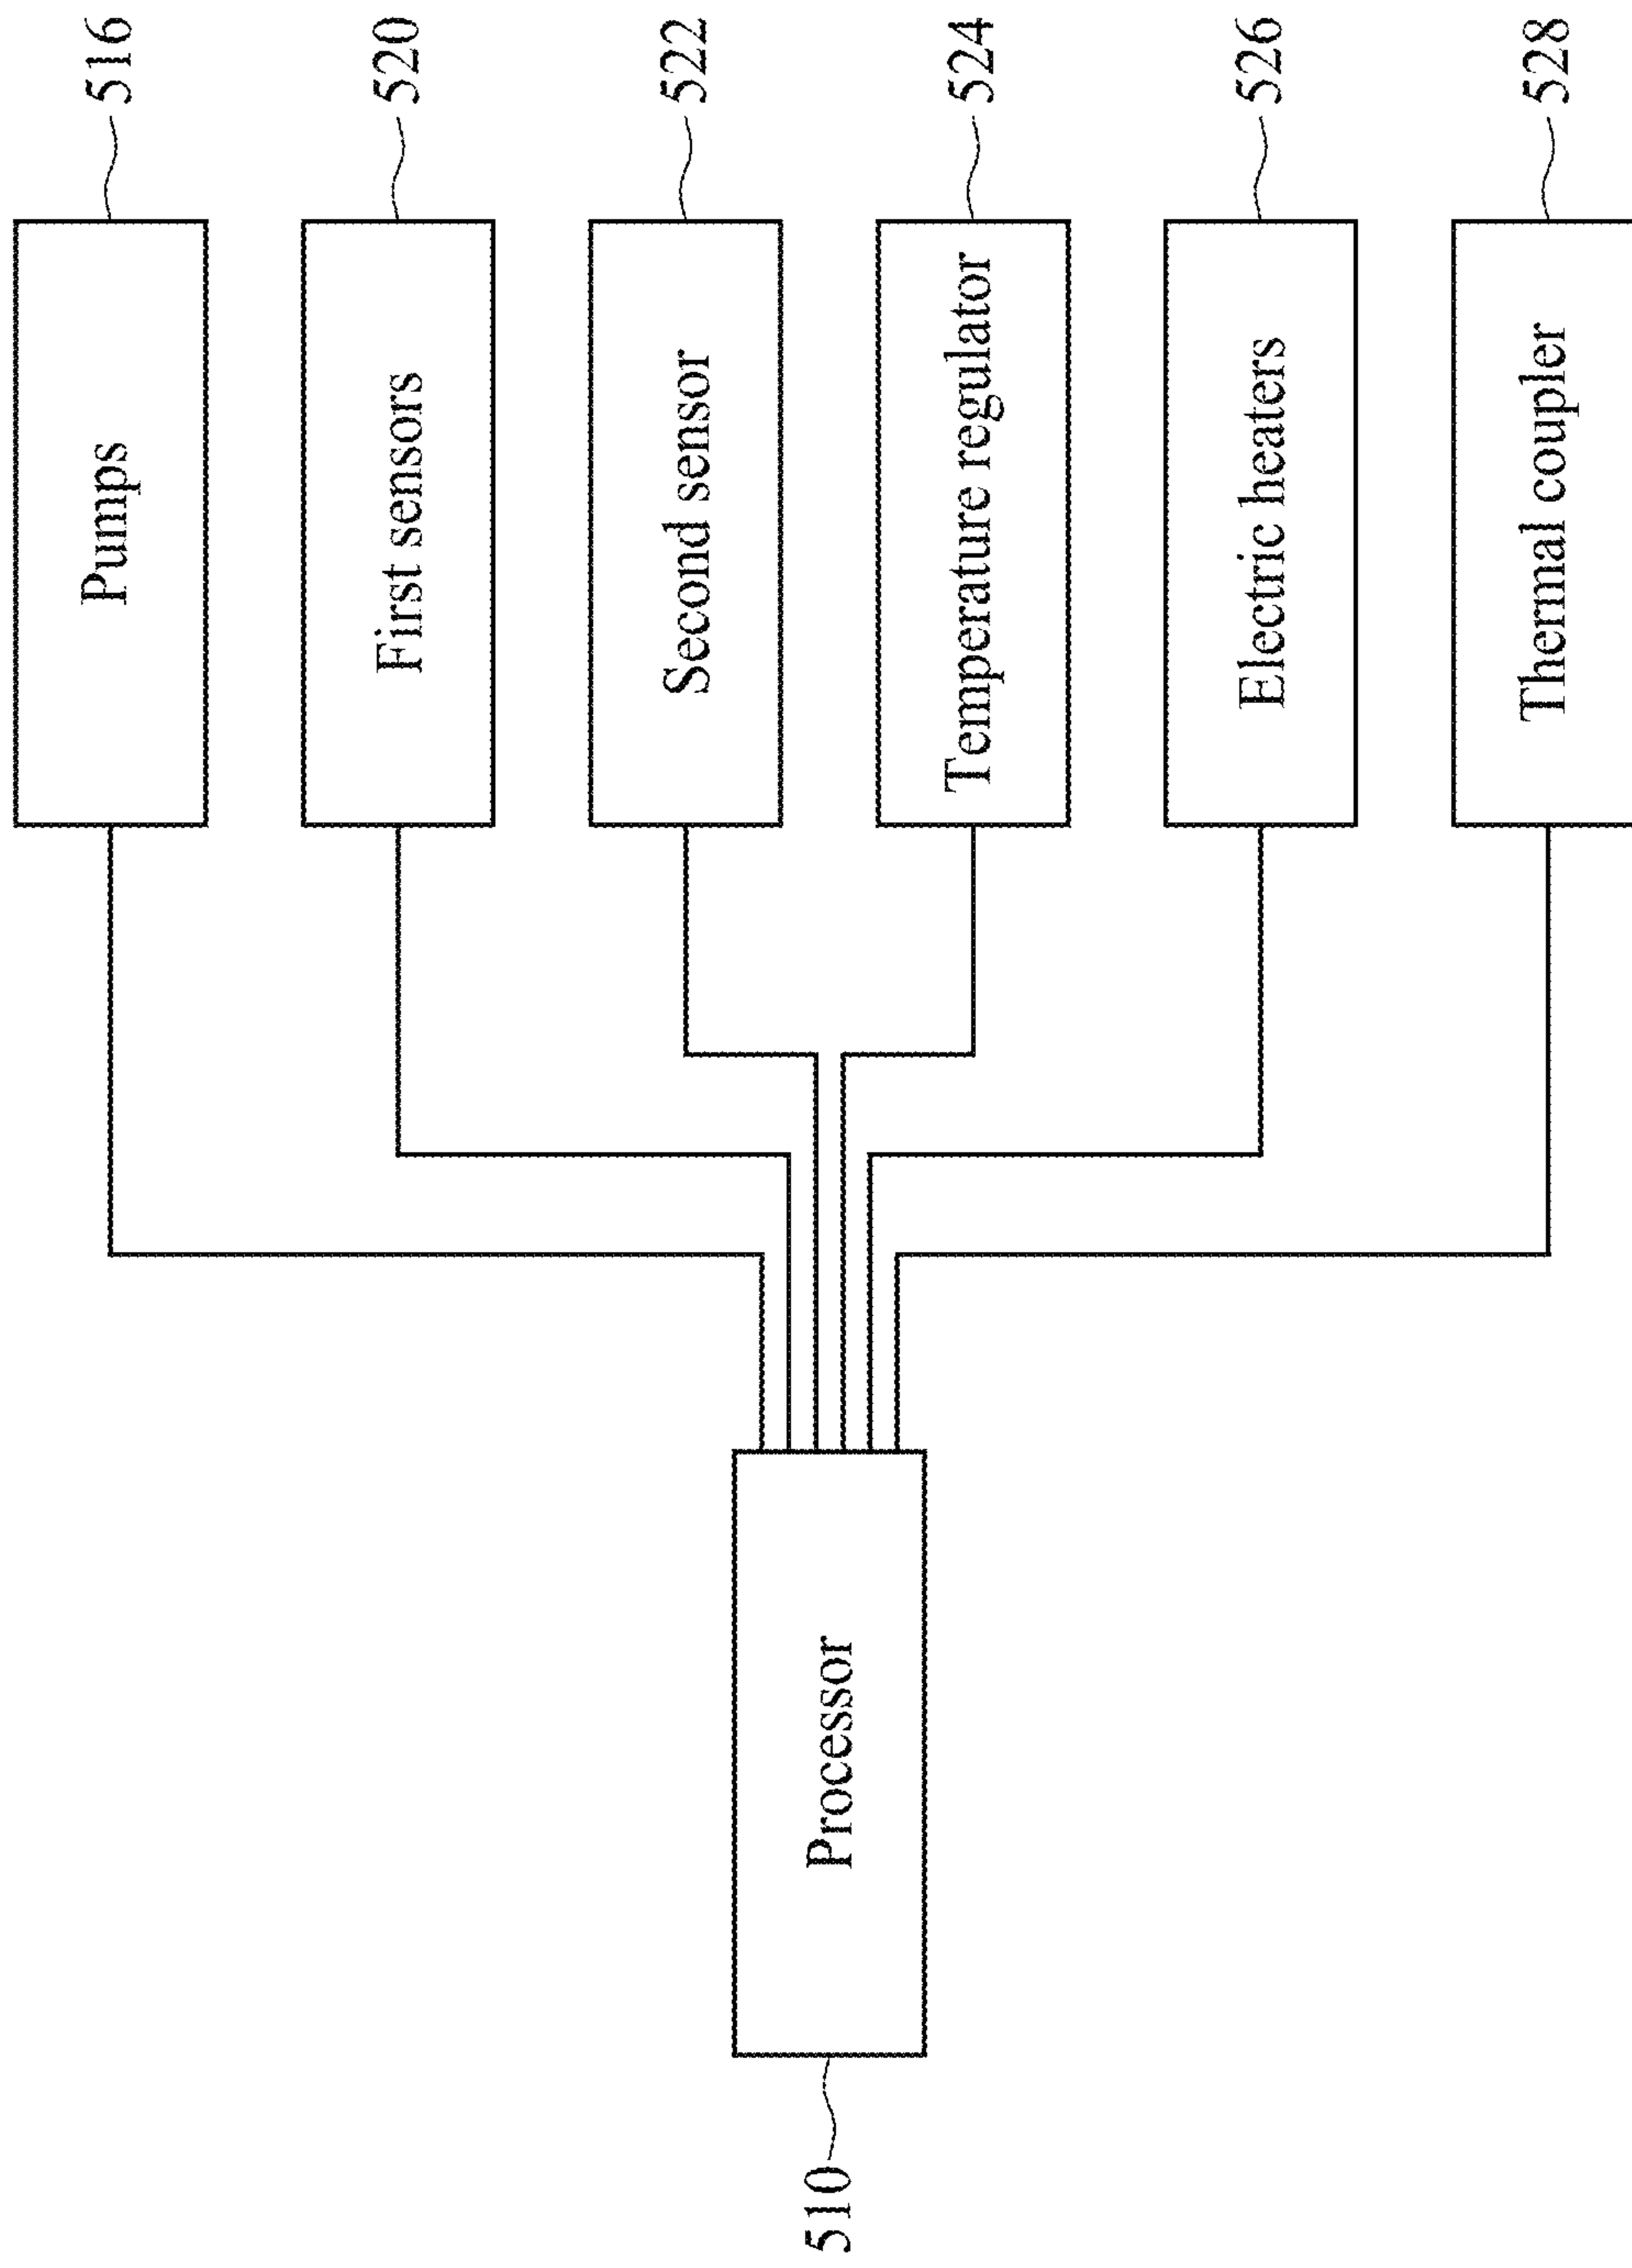 510
Processor
Pumps
516
First sensors
520
Second sensor
522
Temperature regulator
524
Electric heaters
526
Thermal coupler
528